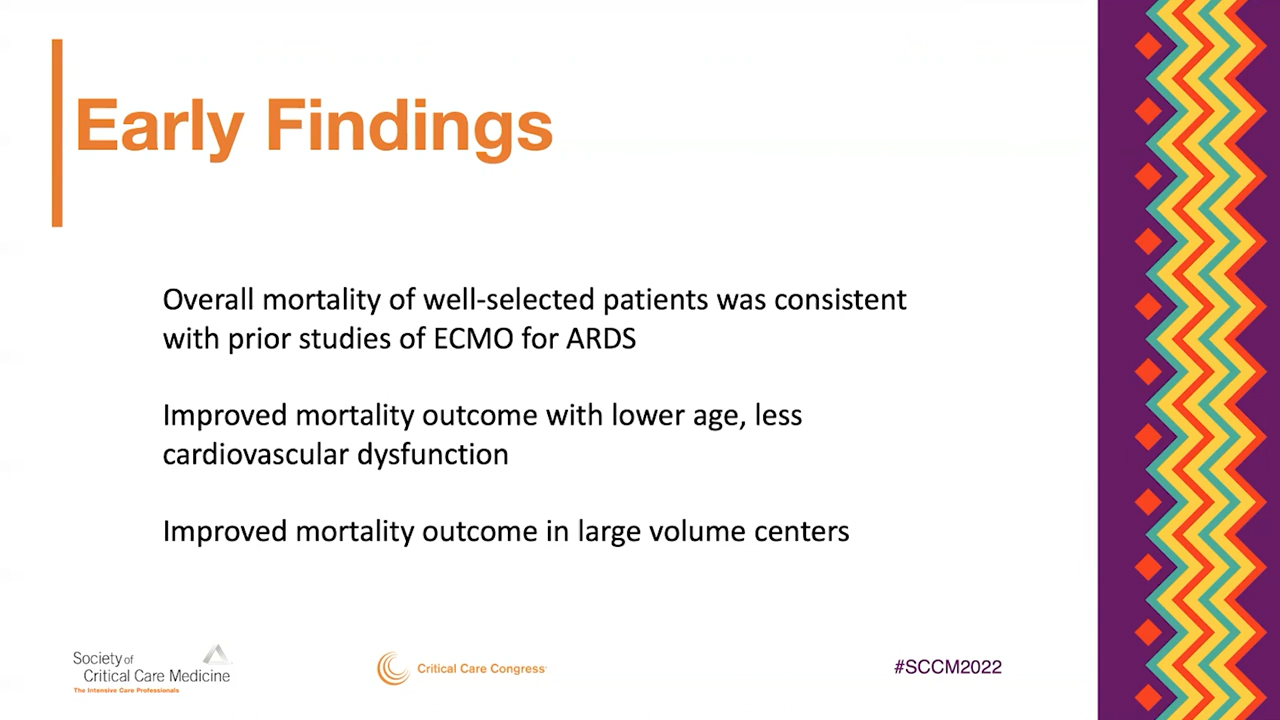 Early Findings
Overall mortality of well-selected patients was consistent
with prior studies of ECMO for ARDS
Improved mortality outcome with lower age, less
cardiovascular dysfunction
Improved mortality outcome in large volume centers
Society of
Critical Care Medicine
The Intensive Care Professionals
Critical Care Congress
#SCCM2022